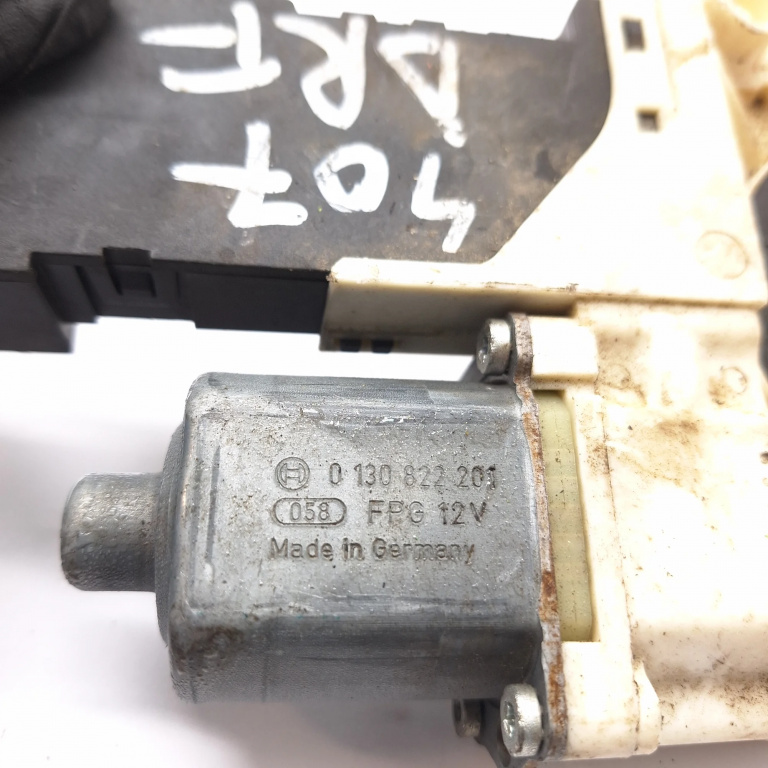 407
DRF
0 130 822 201
058 FPG 12V
Made in Germany